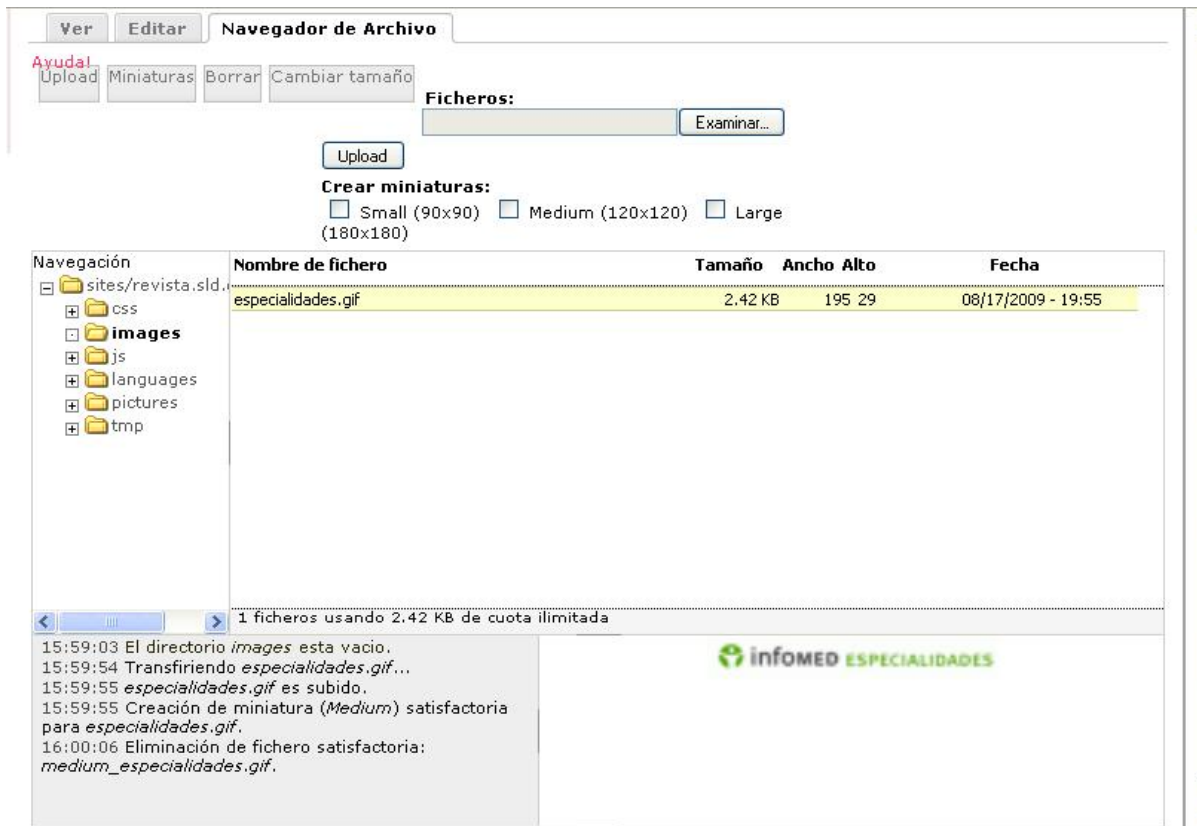 Ver Editar Navegador de Archivo
Ayuda!
Upload Miniaturas Borrar Cambiar tamaño
Ficheros:
Examinar...
Upload
Crear miniaturas:
Small (90x90) Medium (120x120) Large
(180x180)
Navegación
sites/revista.sld.
css
images
js
languages
pictures
tmp
Nombre de fichero Tamaño Ancho Alto Fecha
especialidades.gif 2.42 KB 195 29 08/17/2009 - 19:55
1 ficheros usando 2.42 KB de cuota ilimitada
15:59:03 El directorio images esta vacio.
15:59:54 Transfiriendo especialidades.gif...
15:59:55 especialidades.gif es subido.
15:59:55 Creación de miniatura (Medium) satisfactoria
para especialidades.gif.
16:00:06 Eliminación de fichero satisfactoria:
medium_especialidades.gif.
infOMED ESPECIALIDADES